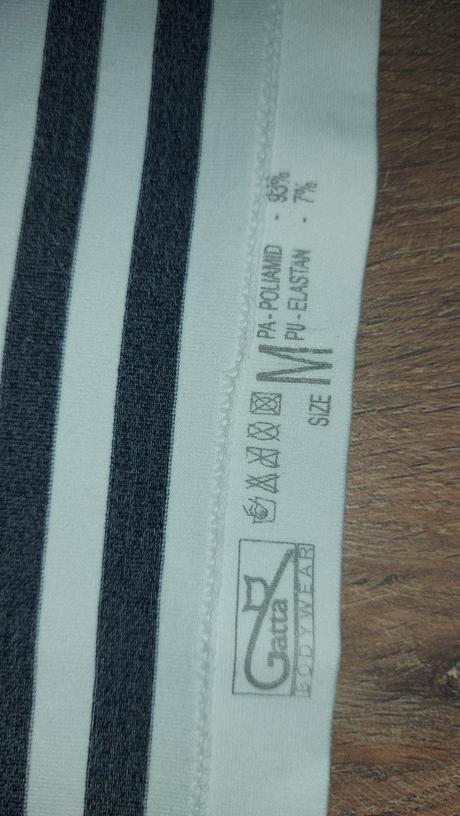 Gatta
BODYWEAR
SIZE M
PA - POLIAMID - 93%
PU - ELASTAN - 7%